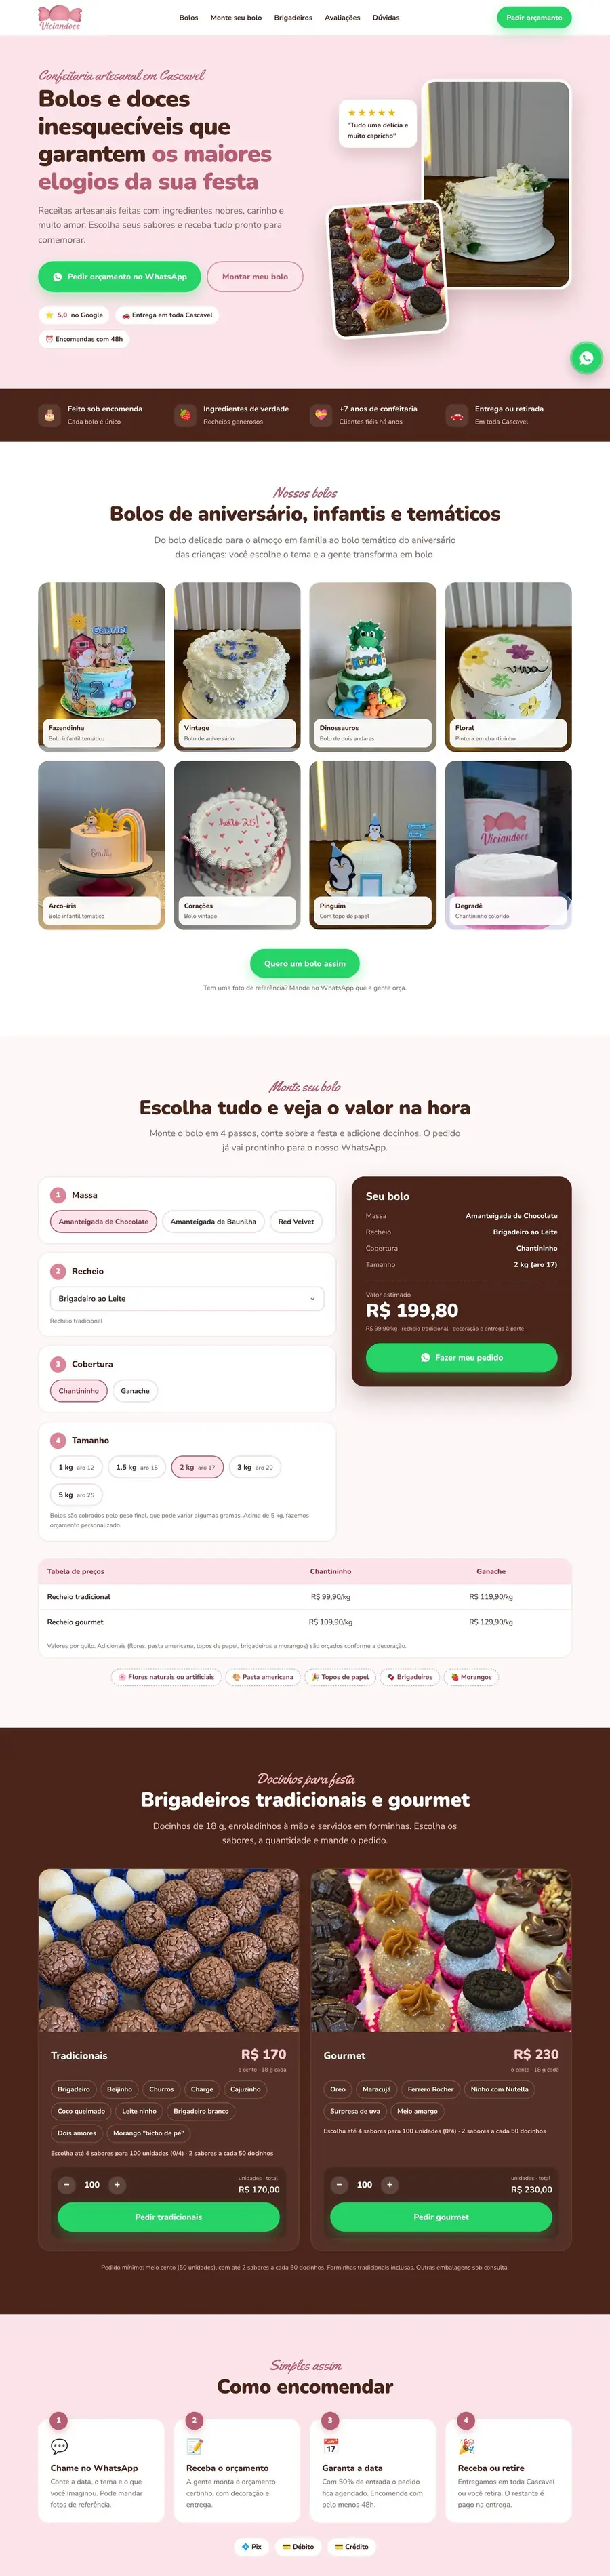 Viciandoce
Bolos
Monte seu bolo
Brigadeiros
Avaliações
Dúvidas
Pedir orçamento
Confeitaria artesanal em Cascavel
Bolos e doces
inesquecíveis que
garantem os maiores
elogios da sua festa
Receitas artesanais feitas com ingredientes nobres, carinho e
muito amor. Escolha seus sabores e receba tudo pronto para
comemorar.
Pedir orçamento no WhatsApp
Montar meu bolo
⭐ 5,0 no Google
🚗 Entrega em toda Cascavel
⏰ Encomendas com 48h
★★★★★
"Tudo uma delícia e
muito capricho"
Feito sob encomenda
Cada bolo é único
Ingredientes de verdade
Recheios generosos
+7 anos de confeitaria
Clientes fiéis há anos
Entrega ou retirada
Em toda Cascavel
Nossos bolos
Bolos de aniversário, infantis e temáticos
Do bolo delicado para o almoço em família ao bolo temático do aniversário
das crianças: você escolhe o tema e a gente transforma em bolo.
Gabriel
2
Fazendinha
Bolo infantil temático
Vintage
Bolo de aniversário
ARTHUR
Dinossauros
Bolo de dois andares
Floral
Pintura em chantininho
Arco-íris
Bolo infantil temático
hello 25!
Corações
Bolo vintage
Pinguim
Com topo de papel
Viciandoce
Degradê
Chantininho colorido
Quero um bolo assim
Tem uma foto de referência? Mande no WhatsApp que a gente orça.
Monte seu bolo
Escolha tudo e veja o valor na hora
Monte o bolo em 4 passos, conte sobre a festa e adicione docinhos. O pedido
já vai prontinho para o nosso WhatsApp.
1 Massa
Amanteigada de Chocolate
Amanteigada de Baunilha
Red Velvet
2 Recheio
Brigadeiro ao Leite
Recheio tradicional
3 Cobertura
Chantininho
Ganache
4 Tamanho
1 kg aro 12
1,5 kg aro 15
2 kg aro 17
3 kg aro 20
5 kg aro 25
Bolos são cobrados pelo peso final, que pode variar algumas gramas. Acima de 5 kg, fazemos
orçamento personalizado.
Seu bolo
Massa Amanteigada de Chocolate
Recheio Brigadeiro ao Leite
Cobertura Chantininho
Tamanho 2 kg (aro 17)
Valor estimado
R$ 199,80
R$ 99,90/kg · recheio tradicional · decoração e entrega à parte
Fazer meu pedido
Tabela de preços Chantininho Ganache
Recheio tradicional R$ 99,90/kg R$ 119,90/kg
Recheio gourmet R$ 109,90/kg R$ 129,90/kg
Valores por quilo. Adicionais (flores, pasta americana, topos de papel, brigadeiros e morangos) são orçados conforme a decoração.
🌸 Flores naturais ou artificiais
🎨 Pasta americana
🎉 Topos de papel
🍫 Brigadeiros
🍓 Morangos
Docinhos para festa
Brigadeiros tradicionais e gourmet
Docinhos de 18 g, enroladinhos à mão e servidos em forminhas. Escolha os
sabores, a quantidade e mande o pedido.
Tradicionais
R$ 170
o cento · 18 g cada
Brigadeiro
Beijinho
Churros
Charge
Cajuzinho
Coco queimado
Leite ninho
Brigadeiro branco
Dois amores
Morango "bicho de pé"
Escolha até 4 sabores para 100 unidades (0/4) · 2 sabores a cada 50 docinhos
− 100 +
unidades · total
R$ 170,00
Pedir tradicionais
Gourmet
R$ 230
o cento · 18 g cada
Oreo
Maracujá
Ferrero Rocher
Ninho com Nutella
Surpresa de uva
Meio amargo
Escolha até 4 sabores para 100 unidades (0/4) · 2 sabores a cada 50 docinhos
− 100 +
unidades · total
R$ 230,00
Pedir gourmet
Pedido mínimo: meio cento (50 unidades), com até 2 sabores a cada 50 docinhos. Forminhas tradicionais inclusas. Outras embalagens sob consulta.
Simples assim
Como encomendar
1
Chame no WhatsApp
Conte a data, o tema e o que
você imaginou. Pode mandar
fotos de referência.
2
Receba o orçamento
A gente monta o orçamento
certinho, com decoração e
entrega.
3
Garanta a data
Com 50% de entrada o pedido
fica agendado. Encomende com
pelo menos 48h.
4
Receba ou retire
Entregamos em toda Cascavel
ou você retira. O restante é
pago na entrega.
💠 Pix
💳 Débito
💳 Crédito